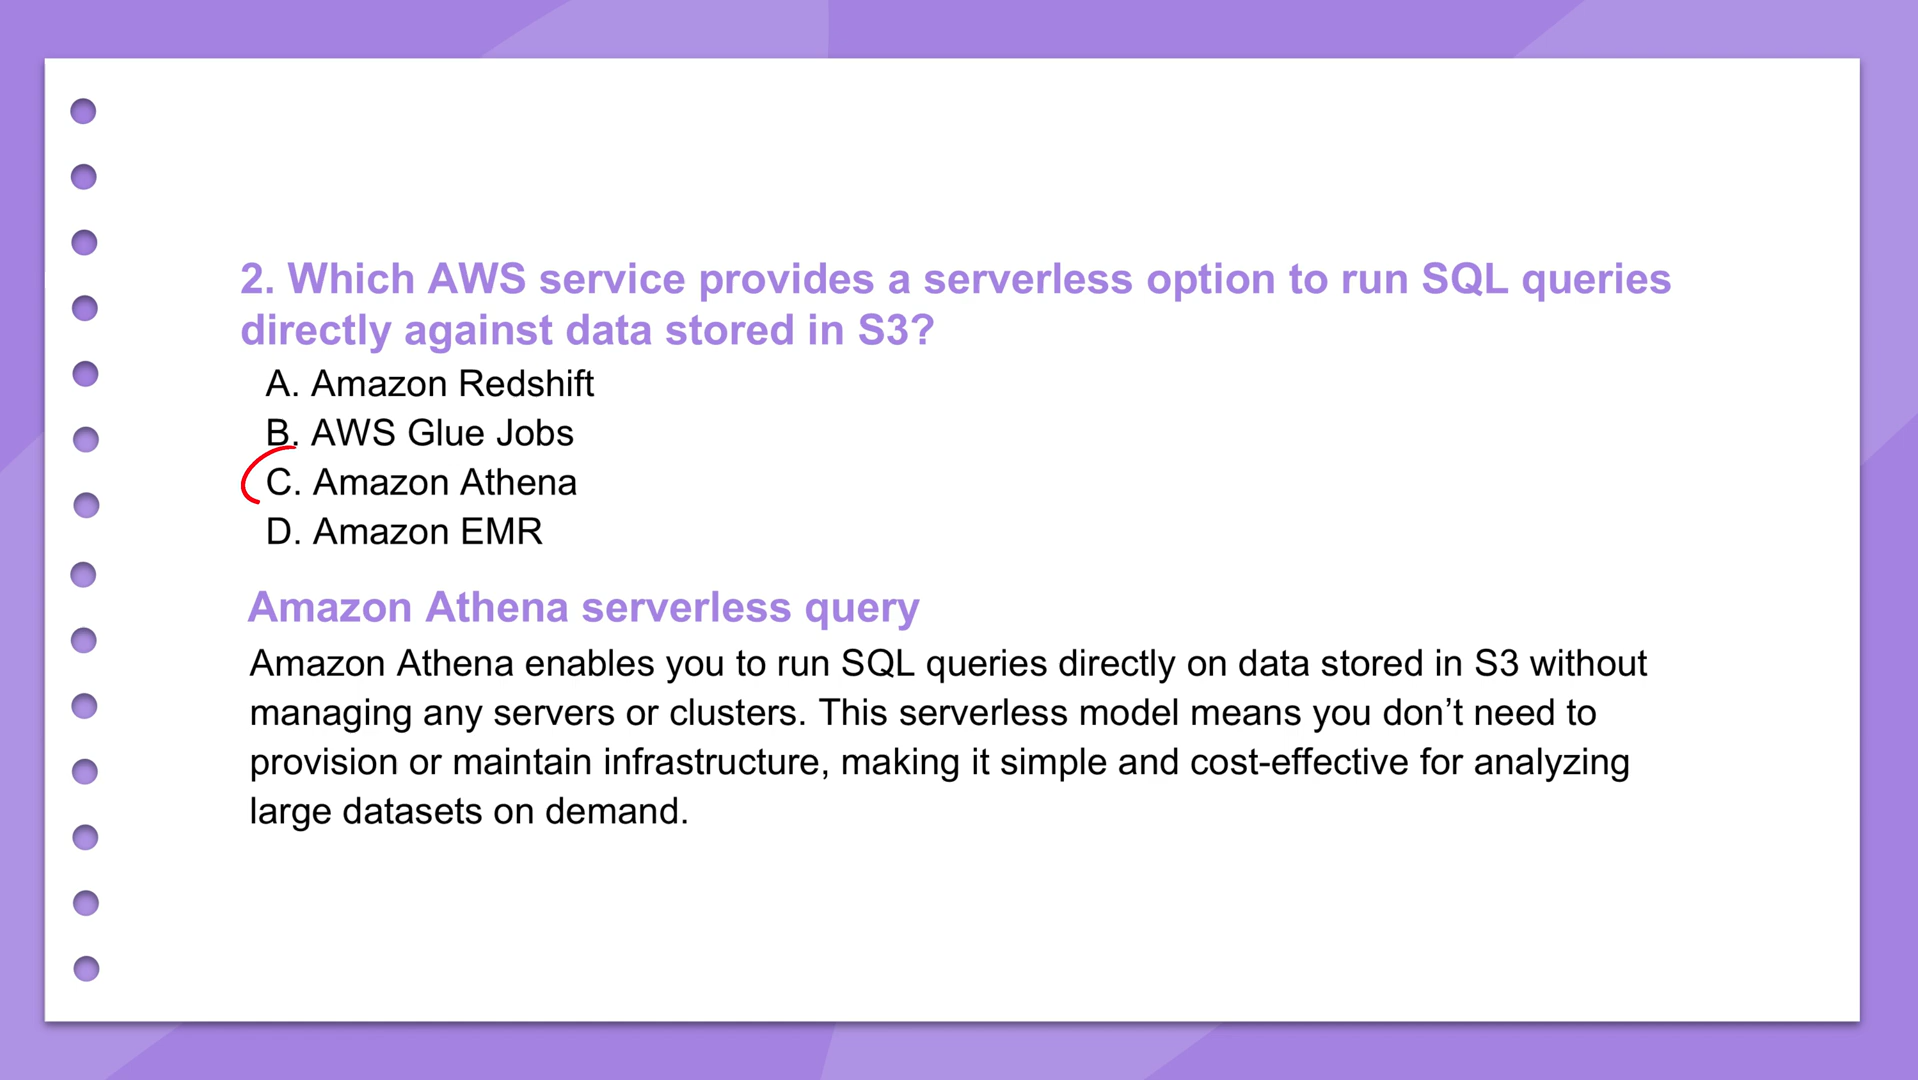 2. Which AWS service provides a serverless option to run SQL queries
directly against data stored in S3?
A. Amazon Redshift
B. AWS Glue Jobs
C. Amazon Athena
D. Amazon EMR
Amazon Athena serverless query
Amazon Athena enables you to run SQL queries directly on data stored in S3 without
managing any servers or clusters. This serverless model means you don’t need to
provision or maintain infrastructure, making it simple and cost-effective for analyzing
large datasets on demand.